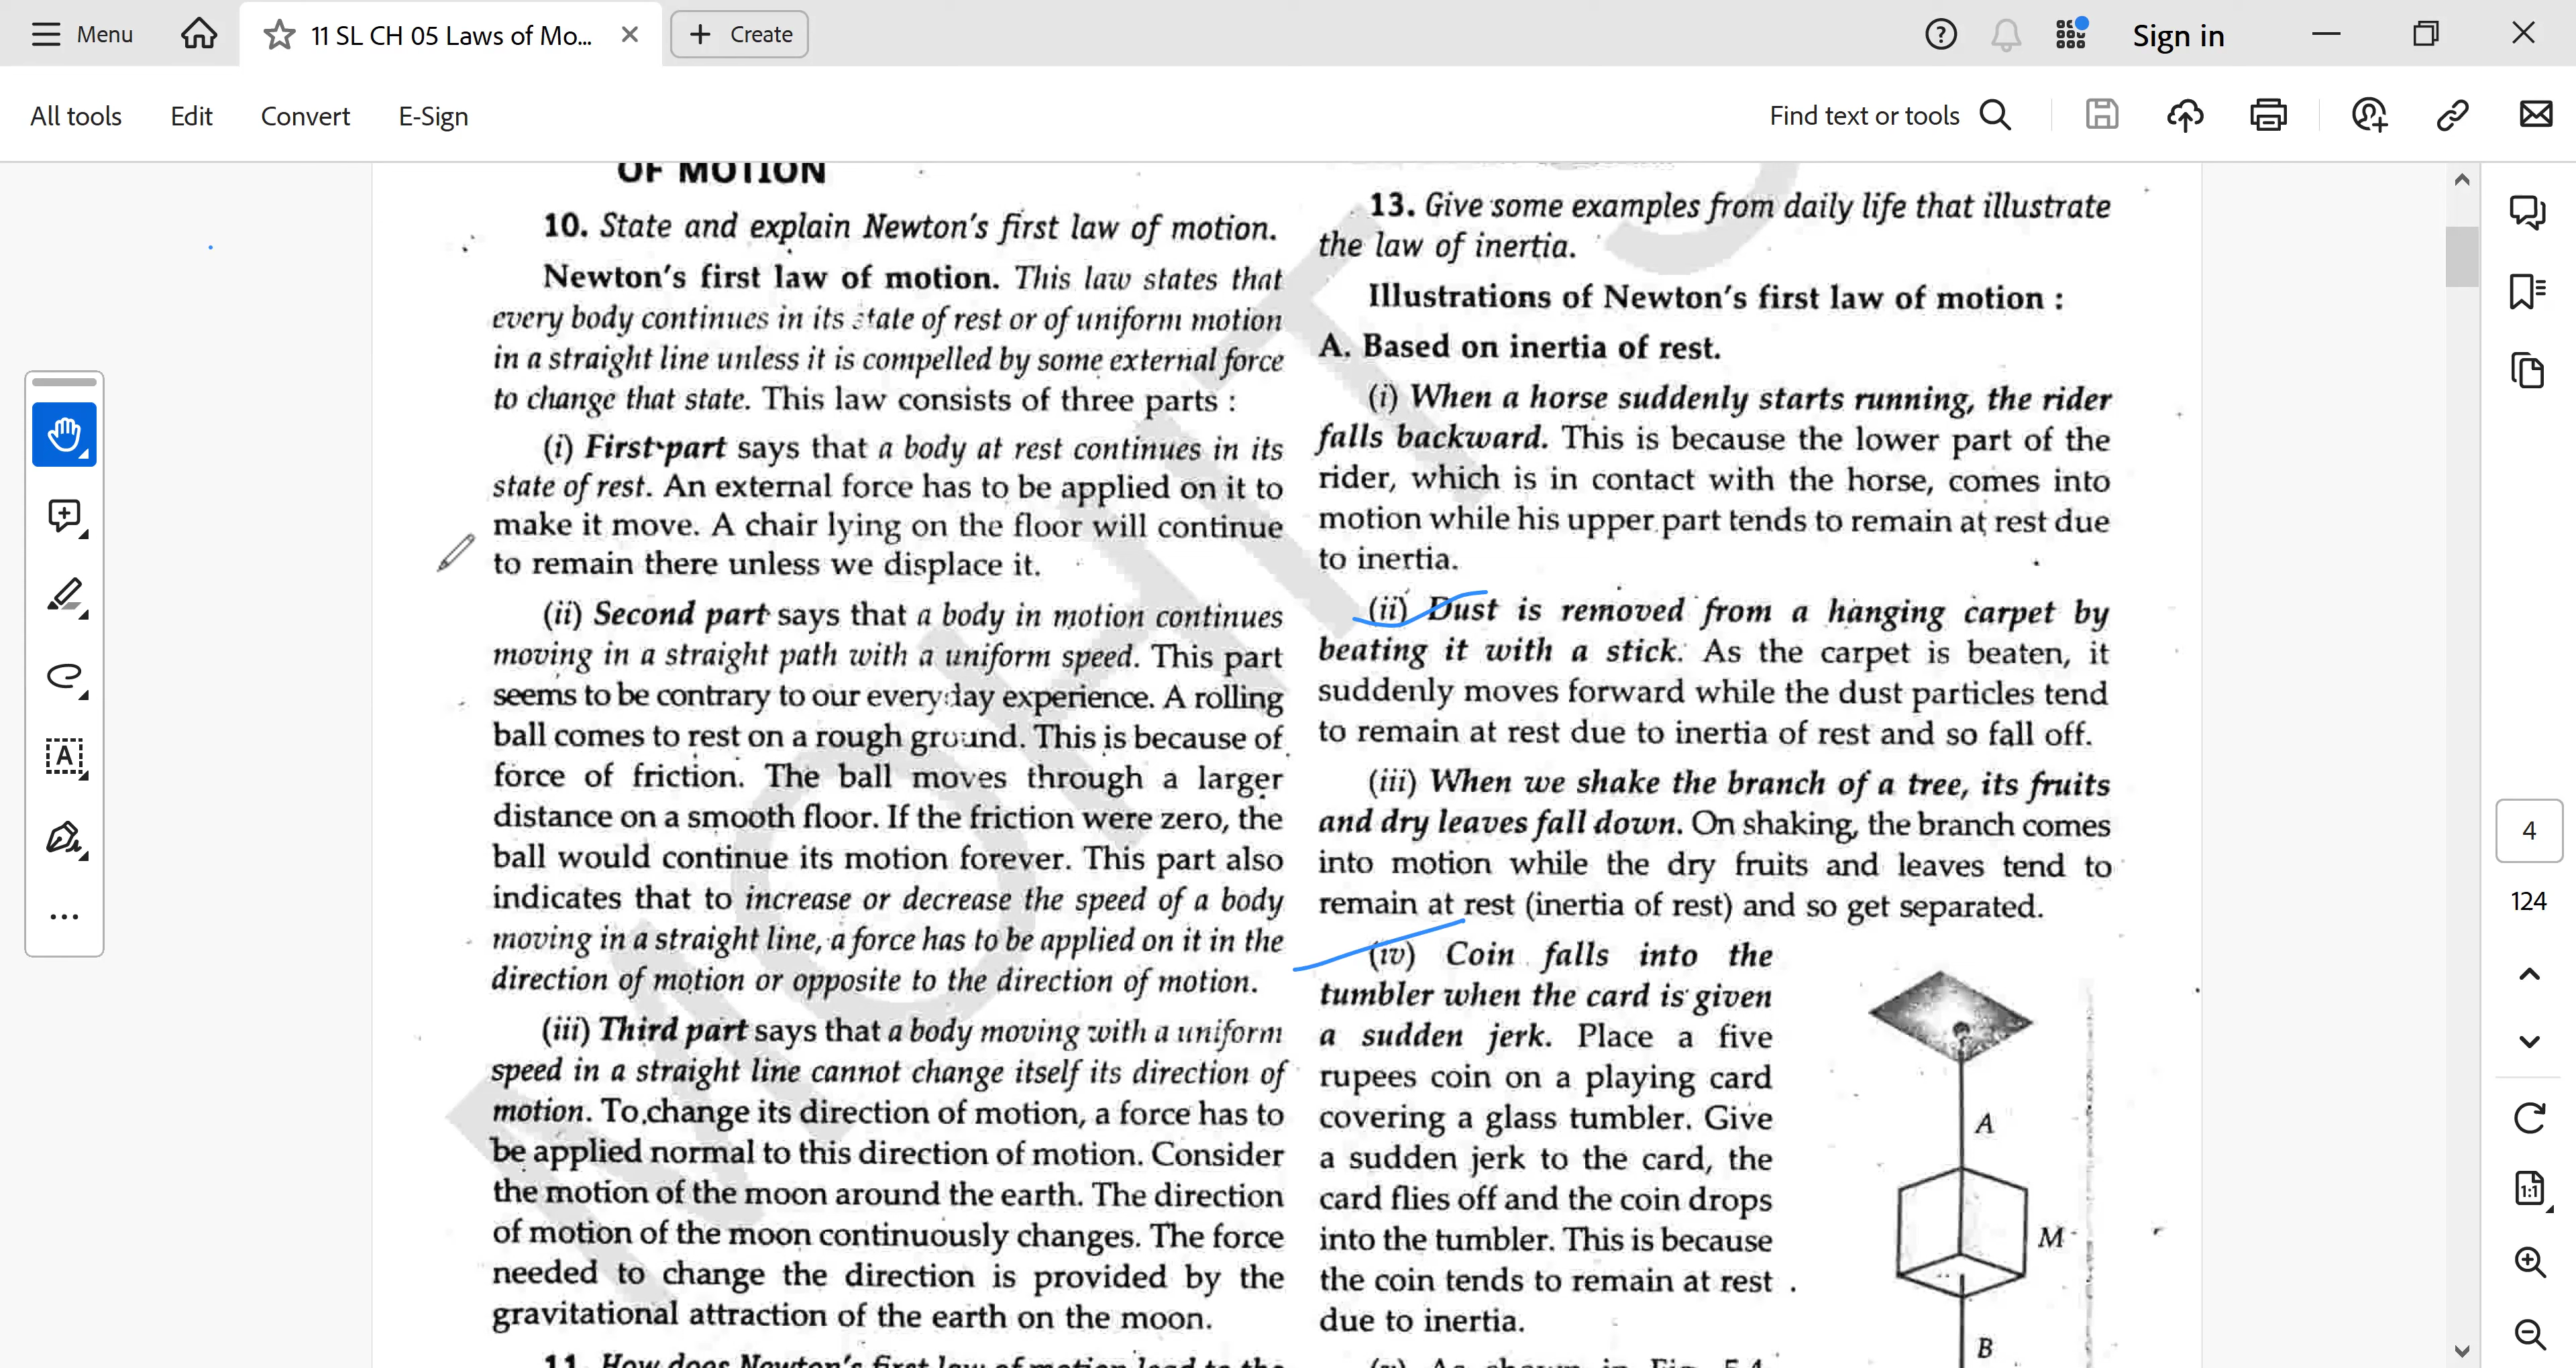 Menu
11 SL CH 05 Laws of Mo...
Create
Sign in
All tools
Edit
Convert
E-Sign
Find text or tools
OF MOTION
10. State and explain Newton's first law of motion.
Newton's first law of motion. This law states that
every body continues in its state of rest or of uniform motion
in a straight line unless it is compelled by some external force
to change that state. This law consists of three parts :
(i) First part says that a body at rest continues in its
state of rest. An external force has to be applied on it to
make it move. A chair lying on the floor will continue
to remain there unless we displace it.
(ii) Second part says that a body in motion continues
moving in a straight path with a uniform speed. This part
seems to be contrary to our everyday experience. A rolling
ball comes to rest on a rough ground. This is because of
force of friction. The ball moves through a larger
distance on a smooth floor. If the friction were zero, the
ball would continue its motion forever. This part also
indicates that to increase or decrease the speed of a body
moving in a straight line, a force has to be applied on it in the
direction of motion or opposite to the direction of motion.
(iii) Third part says that a body moving with a uniform
speed in a straight line cannot change itself its direction of
motion. To change its direction of motion, a force has to
be applied normal to this direction of motion. Consider
the motion of the moon around the earth. The direction
of motion of the moon continuously changes. The force
needed to change the direction is provided by the
gravitational attraction of the earth on the moon.
11. How does Newton's first law of motion lead to the
13. Give some examples from daily life that illustrate
the law of inertia.
Illustrations of Newton's first law of motion :
A. Based on inertia of rest.
(i) When a horse suddenly starts running, the rider
falls backward. This is because the lower part of the
rider, which is in contact with the horse, comes into
motion while his upper part tends to remain at rest due
to inertia.
(ii) Dust is removed from a hanging carpet by
beating it with a stick. As the carpet is beaten, it
suddenly moves forward while the dust particles tend
to remain at rest due to inertia of rest and so fall off.
(iii) When we shake the branch of a tree, its fruits
and dry leaves fall down. On shaking, the branch comes
into motion while the dry fruits and leaves tend to
remain at rest (inertia of rest) and so get separated.
(iv) Coin falls into the
tumbler when the card is given
a sudden jerk. Place a five
rupees coin on a playing card
covering a glass tumbler. Give
a sudden jerk to the card, the
card flies off and the coin drops
into the tumbler. This is because
the coin tends to remain at rest
due to inertia.
(v) As shown in Fig. 5.4
A
M
B
4
124
1:1